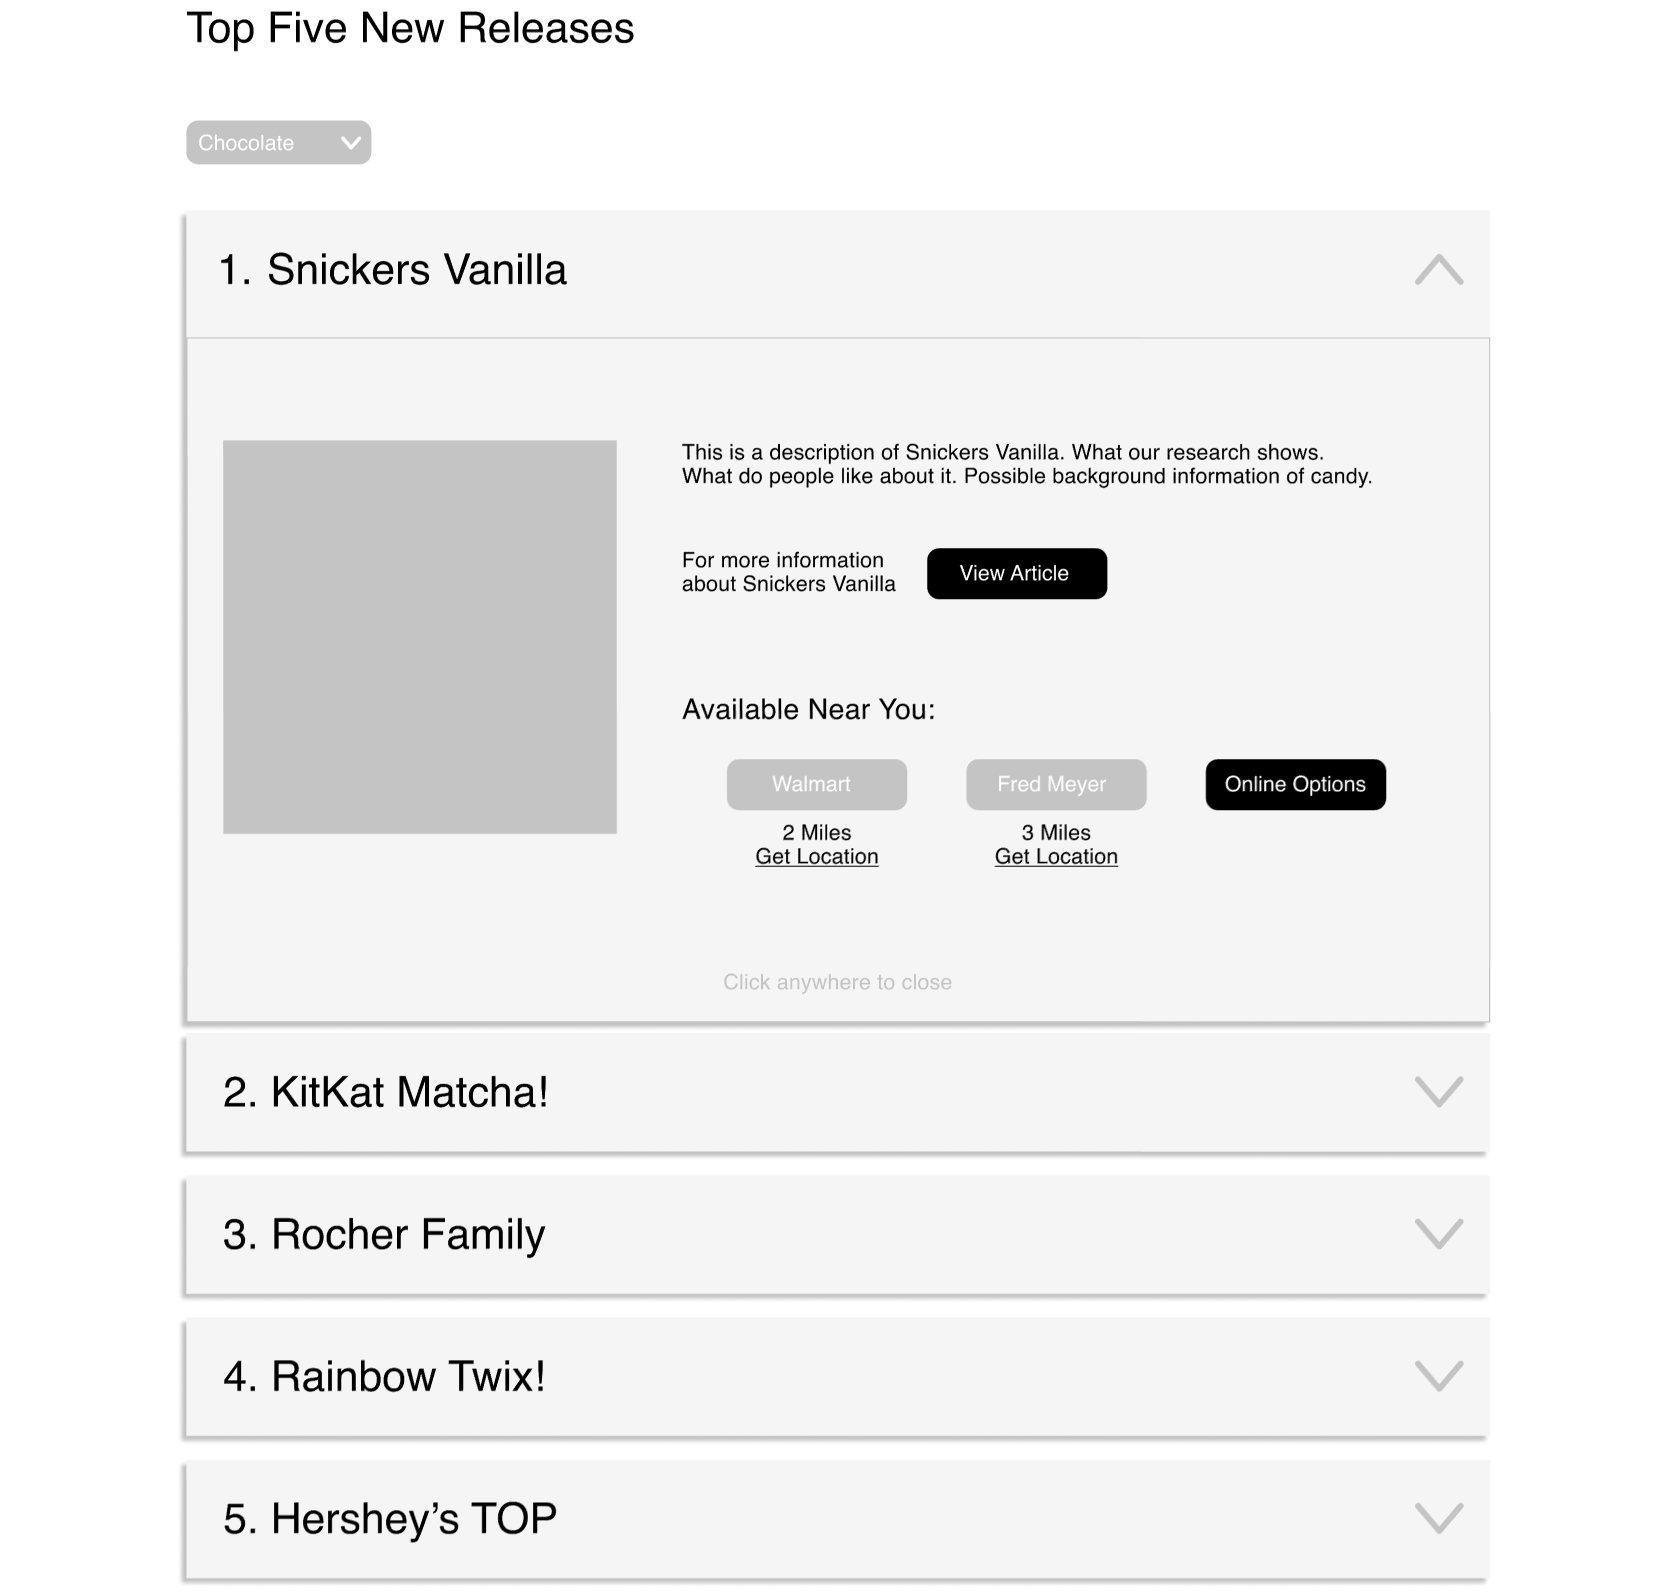 Top Five New Releases
Chocolate
1. Snickers Vanilla
This is a description of Snickers Vanilla. What our research shows.
What do people like about it. Possible background information of candy.
For more information
about Snickers Vanilla
View Article
Available Near You:
Walmart
Fred Meyer
Online Options
2 Miles
Get Location
3 Miles
Get Location
Click anywhere to close
2. KitKat Matcha!
3. Rocher Family
4. Rainbow Twix!
5. Hershey’s TOP